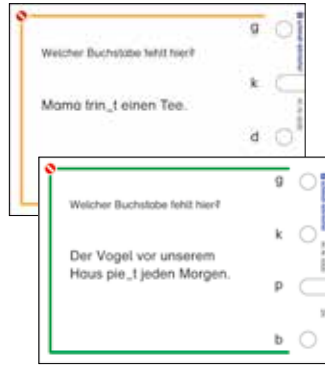 g
Welcher Buchstabe fehlt hier?
k
Mama trin_t einen Tee.
d
g
Welcher Buchstabe fehlt hier?
k
Der Vogel vor unserem
Haus pie_t jeden Morgen.
p
b